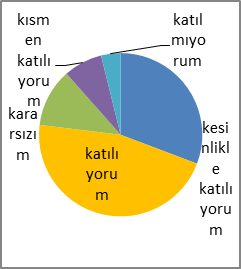 kısm
en
katılı
yoru
m
katıl
mıyo
rum
kara
rsızı
m
kesi
nlikl
e
katılı
yoru
m
katılı
yoru
m